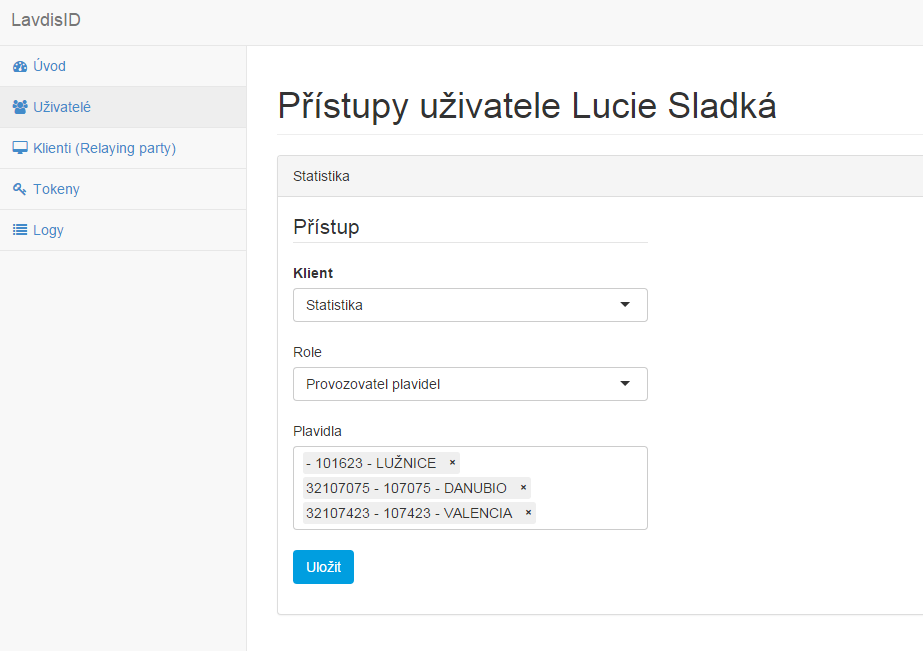 LavdisID
Úvod
Uživatelé
Klienti (Relaying party)
Tokeny
Logy
Přístupy uživatele Lucie Sladká
Statistika
Přístup
Klient
Statistika
Role
Provozovatel plavidel
Plavidla
- 101623 - LUŽNICE ×
32107075 - 107075 - DANUBIO ×
32107423 - 107423 - VALENCIA ×
Uložit